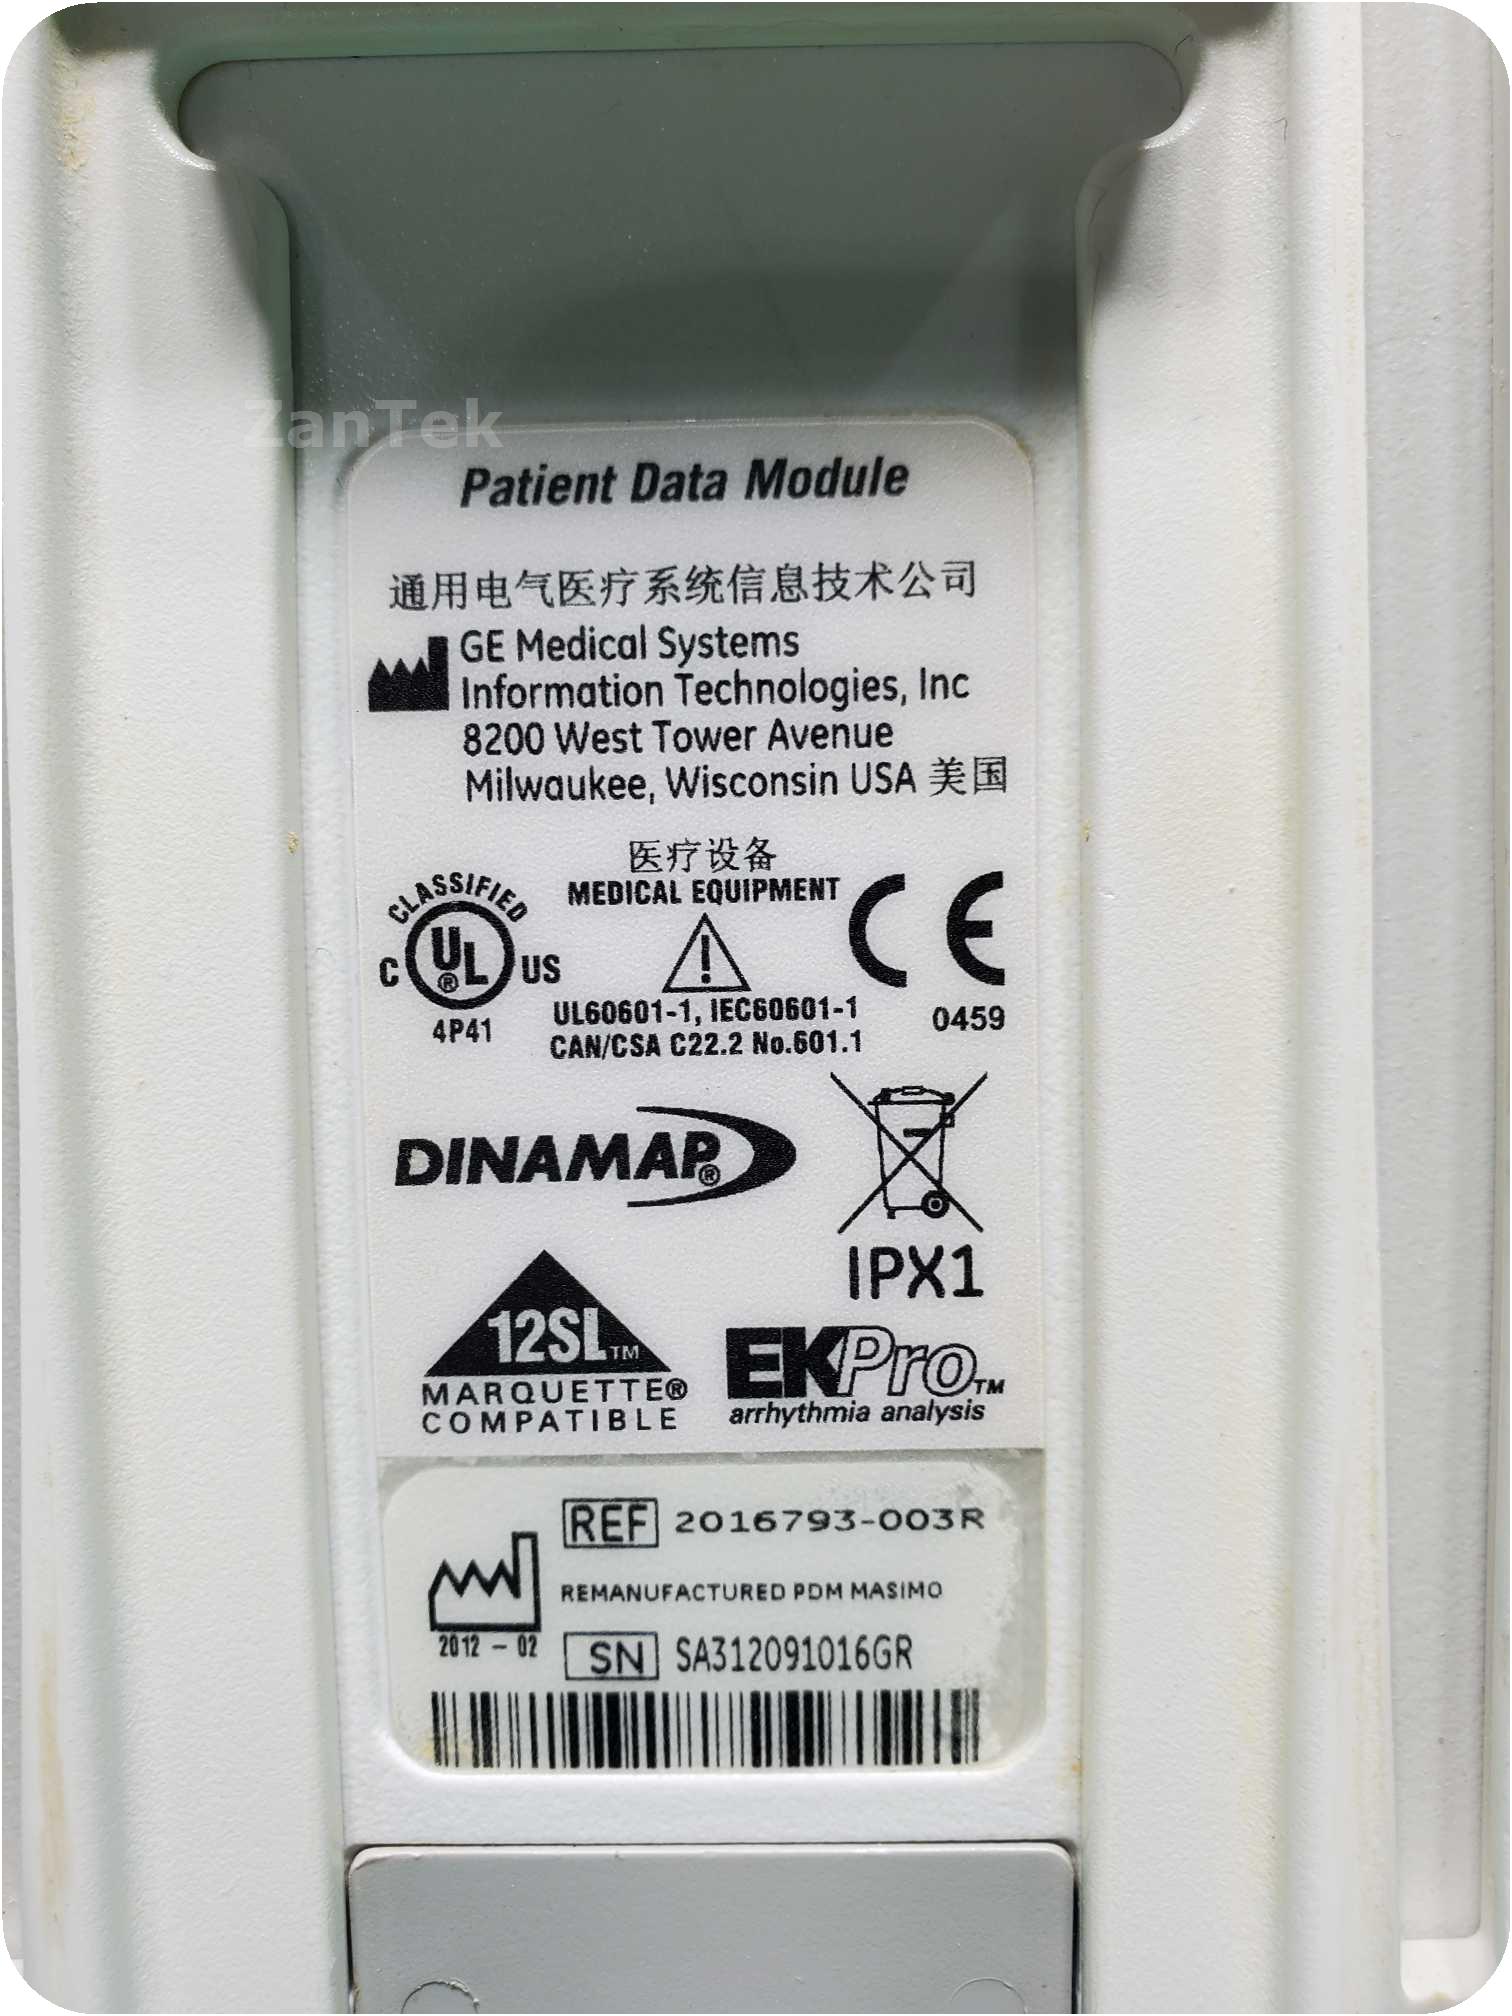 ZanTek
Patient Data Module
通用电气医疗系统信息技术公司
GE Medical Systems
Information Technologies, Inc
8200 West Tower Avenue
Milwaukee, Wisconsin USA 美国
医疗设备
MEDICAL EQUIPMENT
CLASSIFIED
C UL® US
4P41
UL60601-1, IEC60601-1
CAN/CSA C22.2 No.601.1
CE
0459
DINAMAP®
IPX1
12SL™
MARQUETTE®
COMPATIBLE
EKPro™
arrhythmia analysis
REF 2016793-003R
REMANUFACTURED PDM MASIMO
2012-02
SN SA312091016GR